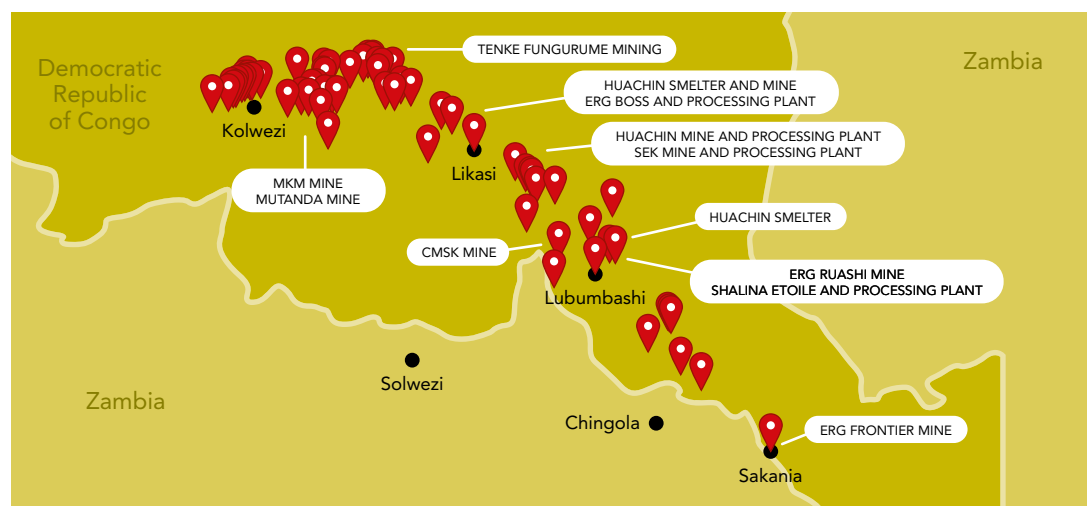 TENKE FUNGURUME MINING
Democratic
Republic
of Congo
Zambia
HUACHIN SMELTER AND MINE
ERG BOSS AND PROCESSING PLANT
Kolwezi
HUACHIN MINE AND PROCESSING PLANT
SEK MINE AND PROCESSING PLANT
Likasi
MKM MINE
MUTANDA MINE
HUACHIN SMELTER
CMSK MINE
ERG RUASHI MINE
SHALINA ETOILE AND PROCESSING PLANT
Lubumbashi
Solwezi
Zambia
Chingola
ERG FRONTIER MINE
Sakania